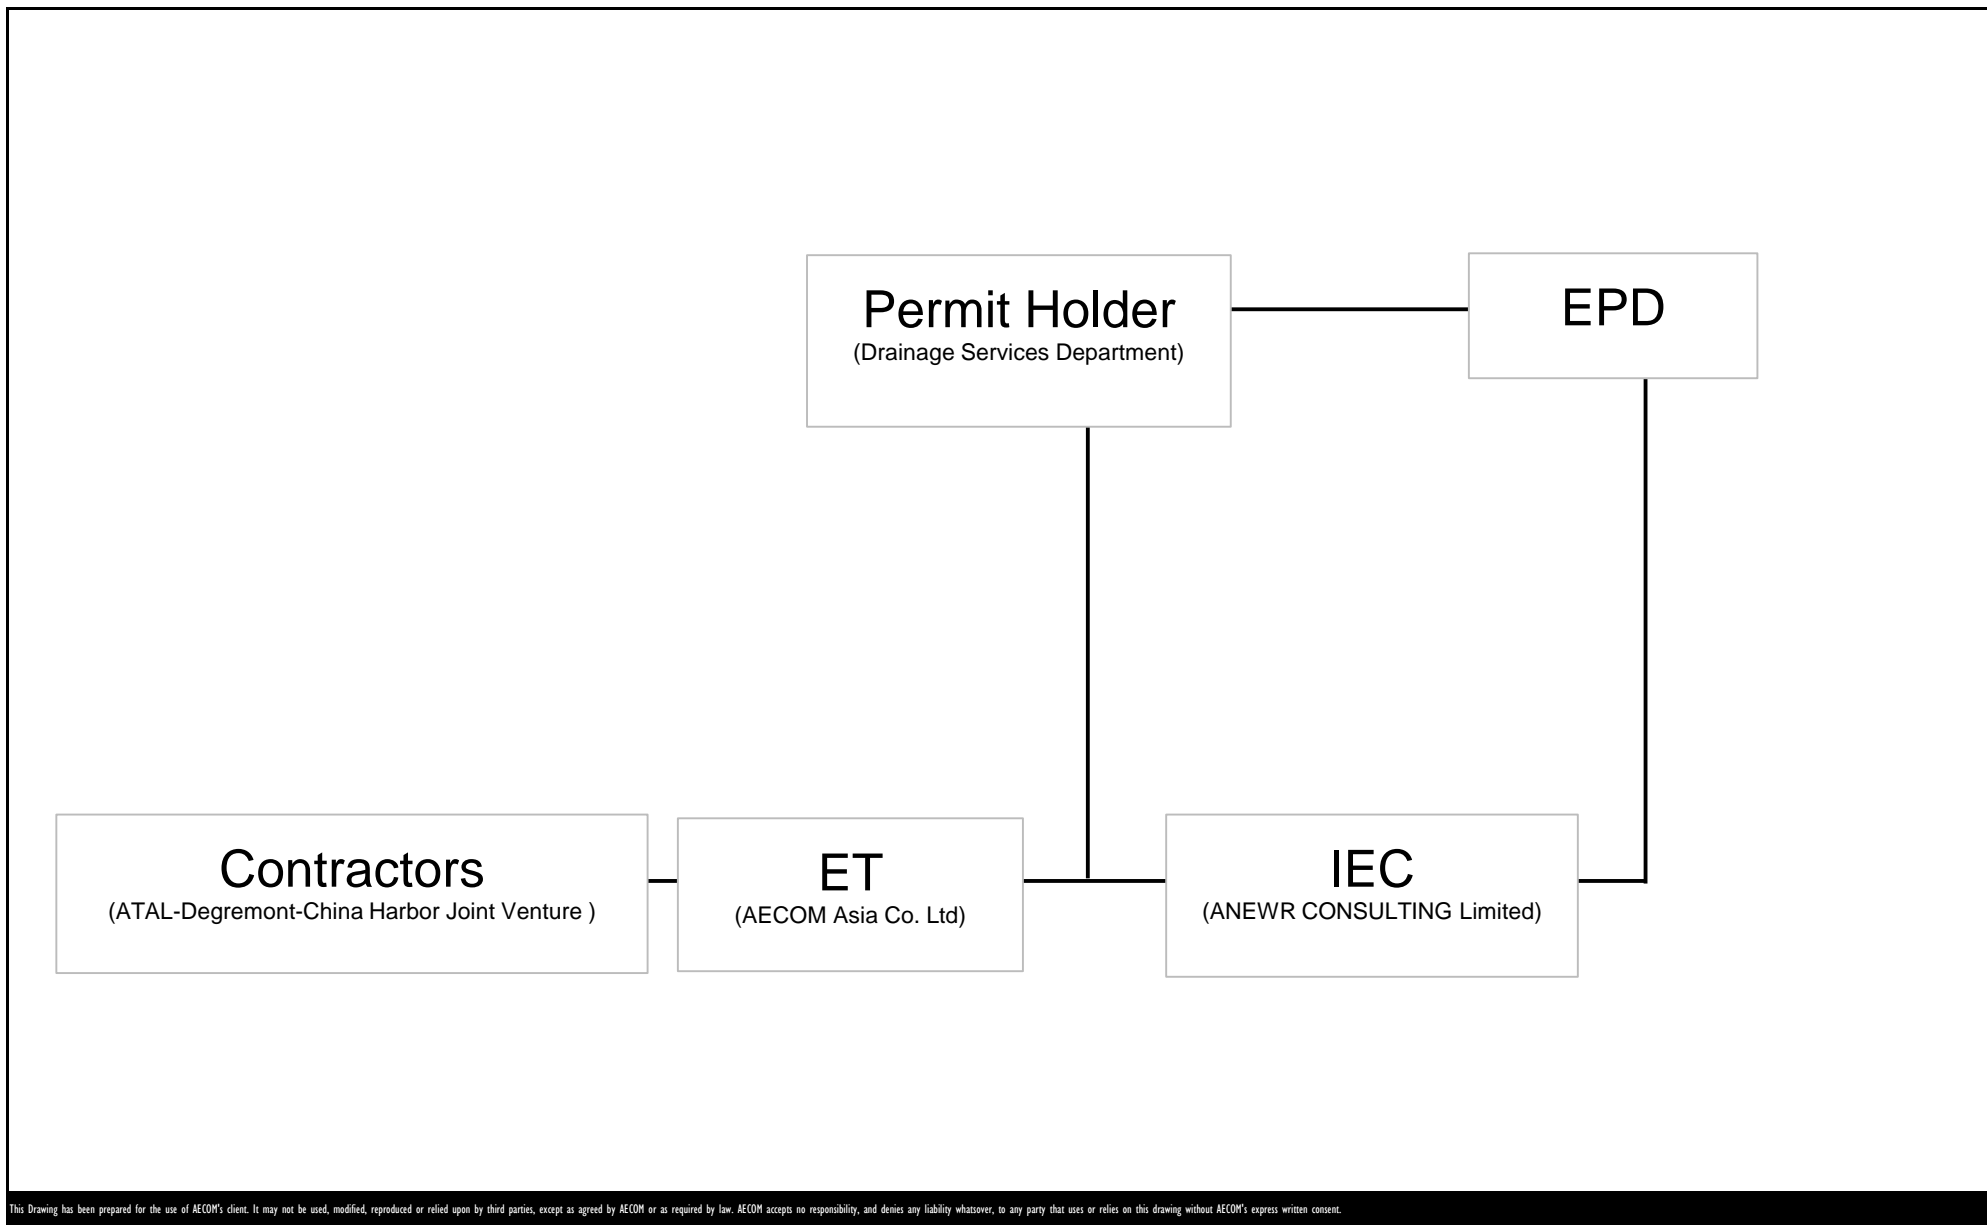 Permit Holder
(Drainage Services Department)
EPD
Contractors
(ATAL-Degremont-China Harbor Joint Venture )
ET
(AECOM Asia Co. Ltd)
IEC
(ANEWR CONSULTING Limited)
This Drawing has been prepared for the use of AECOM's client. It may not be used, modified, reproduced or relied upon by third parties, except as agreed by AECOM or as required by law. AECOM accepts no responsibility, and denies any liability whatsover, to any party that uses or relies on this drawing without AECOM's express written consent.